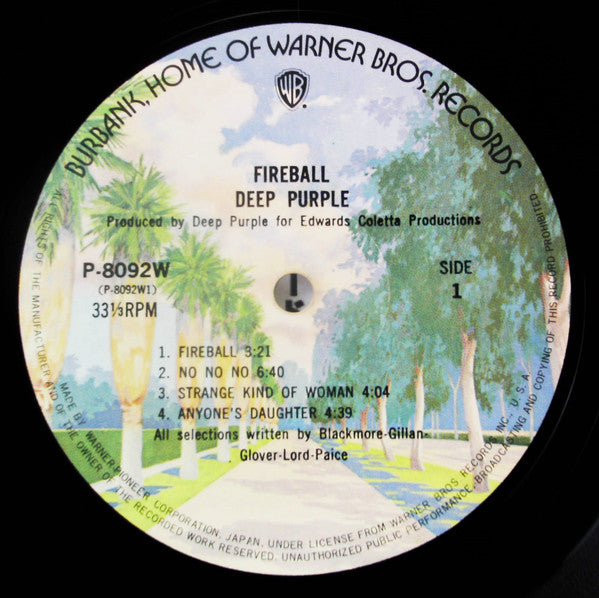 BURBANK, HOME OF WARNER BROS. RECORDS
WB
FIREBALL
DEEP PURPLE
Produced by Deep Purple for Edwards Coletta Productions
P-8092W
(P-8092W1)
33⅓RPM
SIDE
1
1. FIREBALL 3:21
2. NO NO NO 6:40
3. STRANGE KIND OF WOMAN 4:04
4. ANYONE'S DAUGHTER 4:39
All selections written by Blackmore-Gillan-
Glover-Lord-Paice
MADE BY WARNER-PIONEER CORPORATION, JAPAN, UNDER LICENSE FROM WARNER BROS RECORDS INC., U.S.A.
ALL RIGHTS OF THE MANUFACTURER AND OF THE OWNER OF THE RECORDED WORK RESERVED. UNAUTHORIZED PUBLIC PERFORMANCE, BROADCASTING AND COPYING OF THIS RECORD PROHIBITED